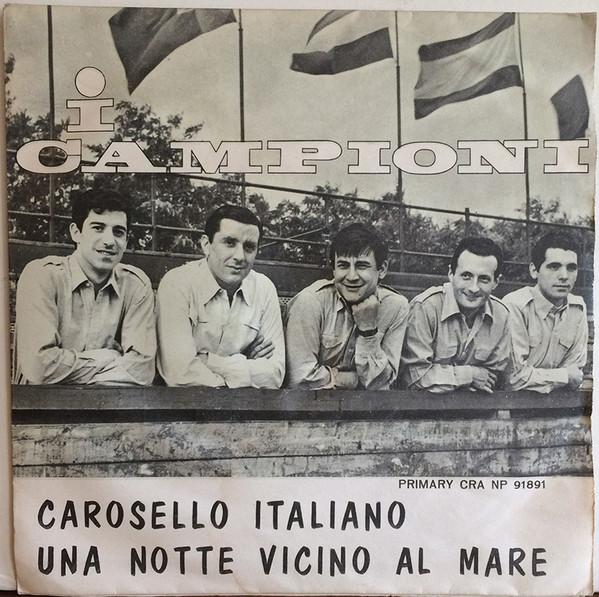 i
CAMPIONI
PRIMARY CRA NP 91891
CAROSELLO ITALIANO
UNA NOTTE VICINO AL MARE